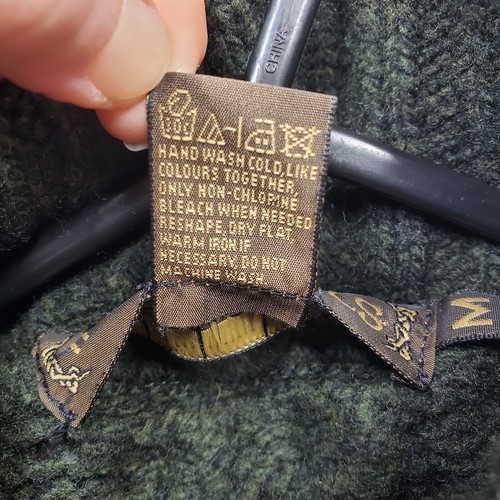 CHINA
HAND WASH COLD, LIKE
COLOURS TOGETHER,
ONLY NON-CHLORINE
BLEACH WHEN NEEDED
RESHAPE, DRY FLAT,
WARM IRON IF
NECESSARY. DO NOT
MACHINE WASH
M